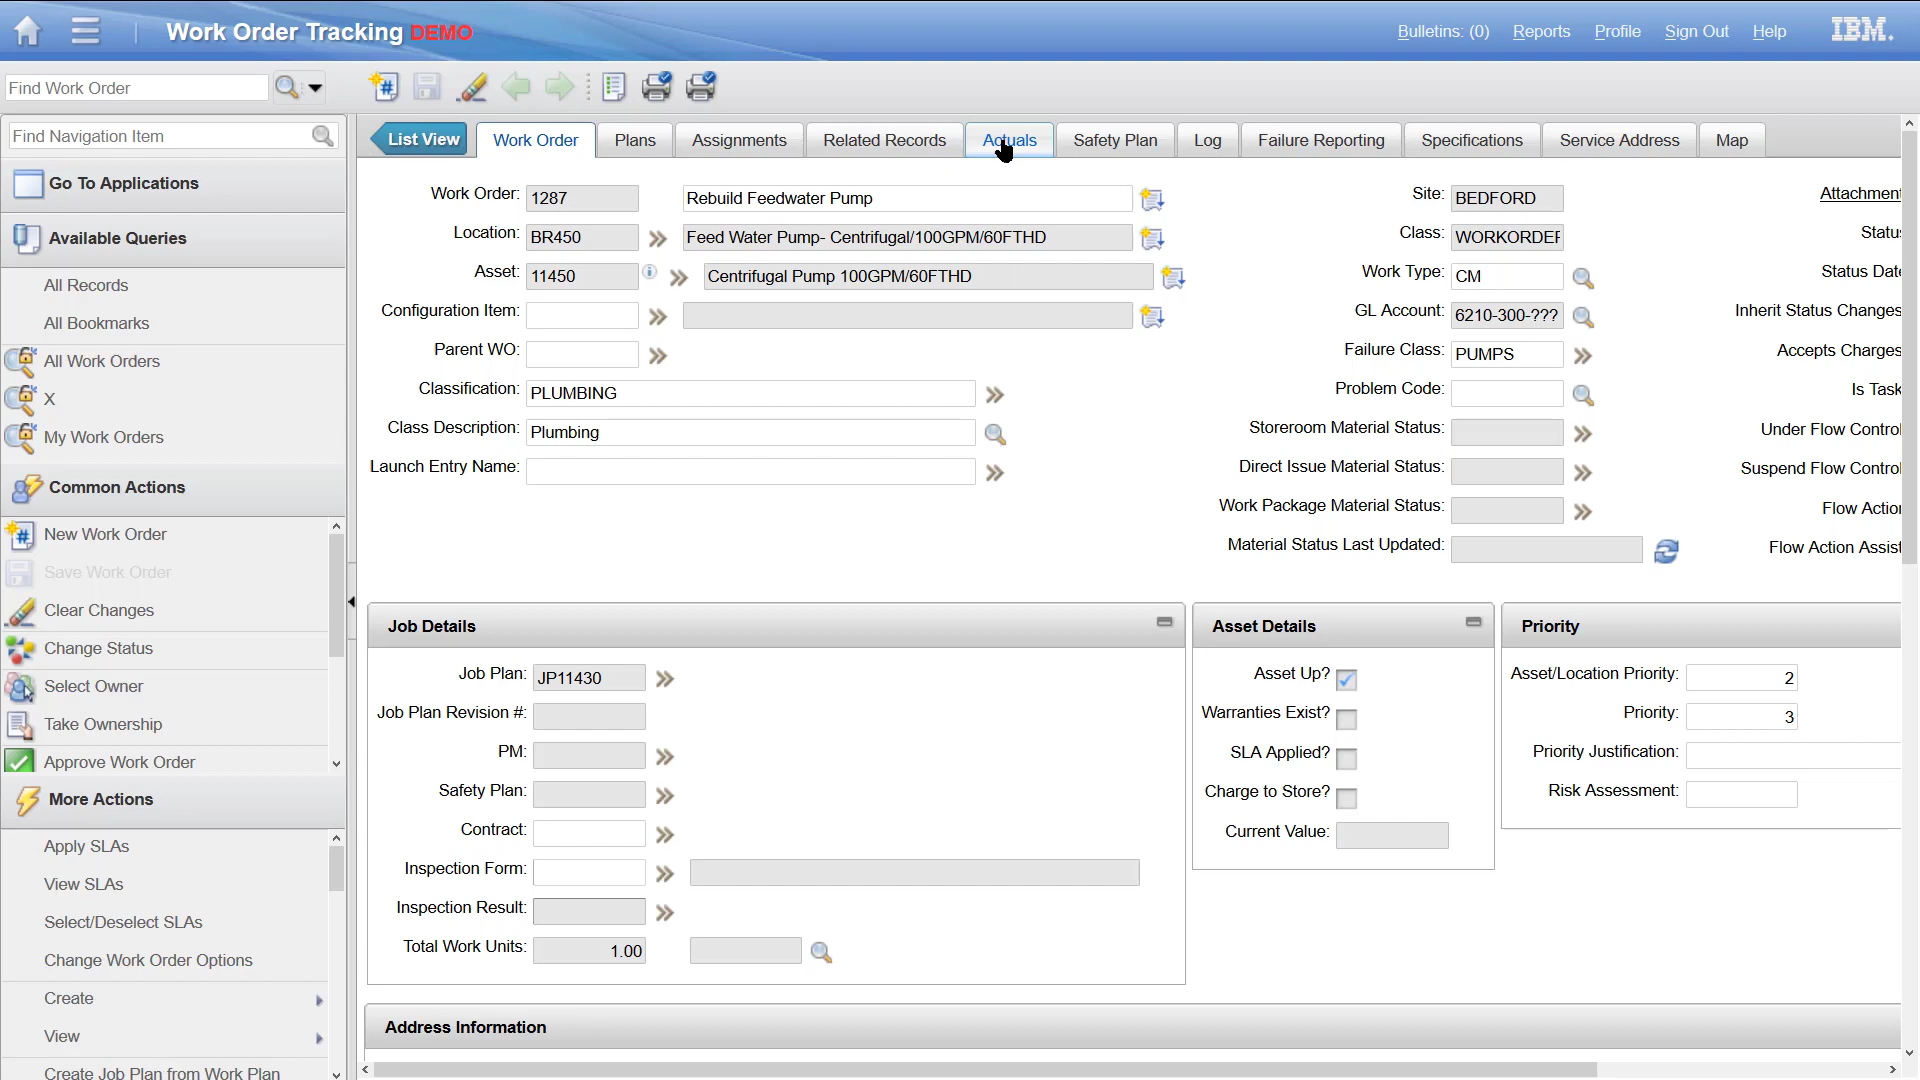 Work Order Tracking DEMO
Bulletins: (0) Reports Profile Sign Out Help IBM.
Find Work Order
Find Navigation Item
Go To Applications
Available Queries
All Records
All Bookmarks
All Work Orders
X
My Work Orders
Common Actions
New Work Order
Save Work Order
Clear Changes
Change Status
Select Owner
Take Ownership
Approve Work Order
More Actions
Apply SLAs
View SLAs
Select/Deselect SLAs
Change Work Order Options
Create
View
Create Job Plan from Work Plan
List View Work Order Plans Assignments Related Records Actuals Safety Plan Log Failure Reporting Specifications Service Address Map
Work Order: 1287 Rebuild Feedwater Pump
Location: BR450 Feed Water Pump- Centrifugal/100GPM/60FTHD
Asset: 11450 Centrifugal Pump 100GPM/60FTHD
Configuration Item:
Parent WO:
Classification: PLUMBING
Class Description: Plumbing
Launch Entry Name:
Site: BEDFORD
Class: WORKORDER
Work Type: CM
GL Account: 6210-300-???
Failure Class: PUMPS
Problem Code:
Storeroom Material Status:
Direct Issue Material Status:
Work Package Material Status:
Material Status Last Updated:
Attachment
Status
Status Date
Inherit Status Changes
Accepts Charges
Is Task
Under Flow Control
Suspend Flow Control
Flow Action
Flow Action Assist
Job Details
Job Plan: JP11430
Job Plan Revision #:
PM:
Safety Plan:
Contract:
Inspection Form:
Inspection Result:
Total Work Units: 1.00
Asset Details
Asset Up?
Warranties Exist?
SLA Applied?
Charge to Store?
Current Value:
Priority
Asset/Location Priority: 2
Priority: 3
Priority Justification:
Risk Assessment:
Address Information